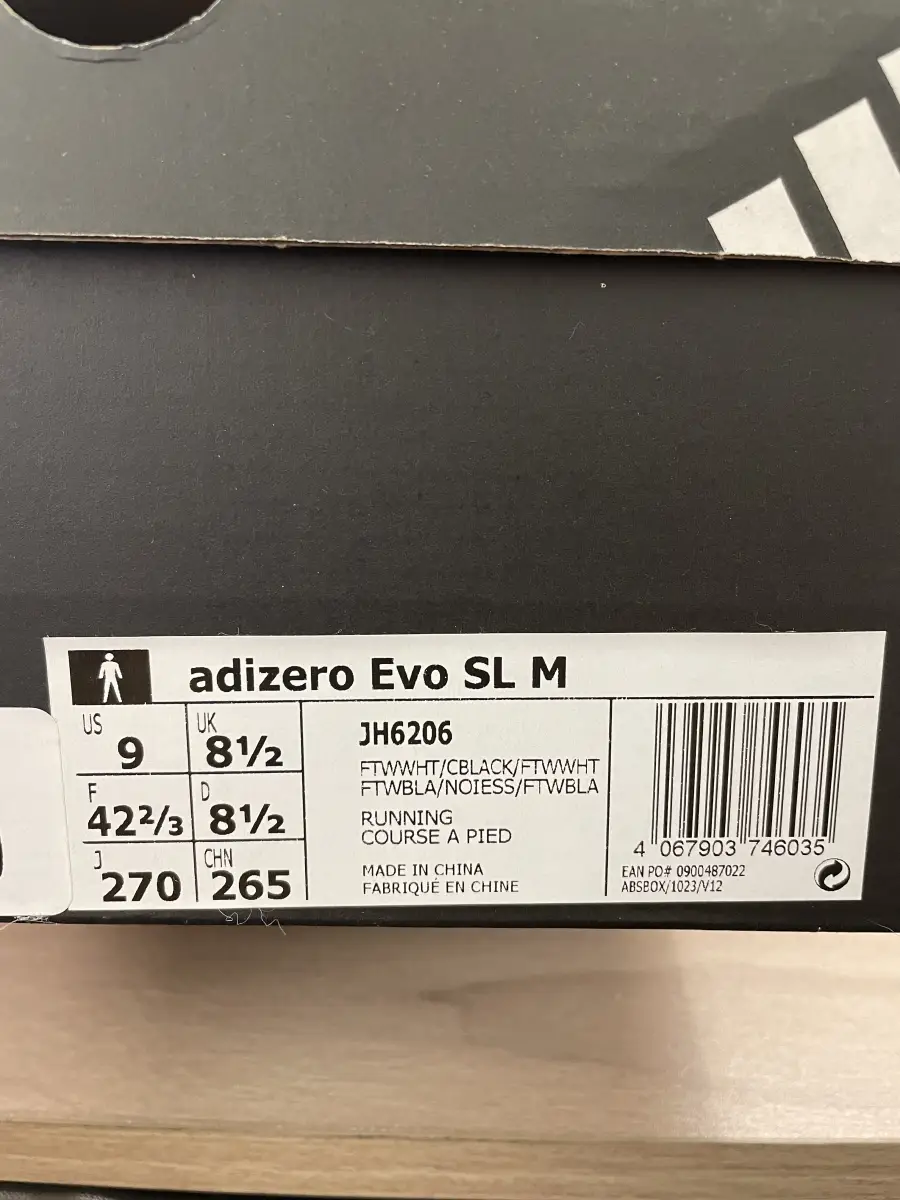 adizero Evo SL M
US
9
UK
8½
F
42⅔
D
8½
J
270
CHN
265
JH6206
FTWWHT/CBLACK/FTWWHT
FTWBLA/NOIESS/FTWBLA
RUNNING
COURSE A PIED
MADE IN CHINA
FABRIQUÉ EN CHINE
4 067903 746035
EAN PO# 0900487022
ABSBOX/1023/V12